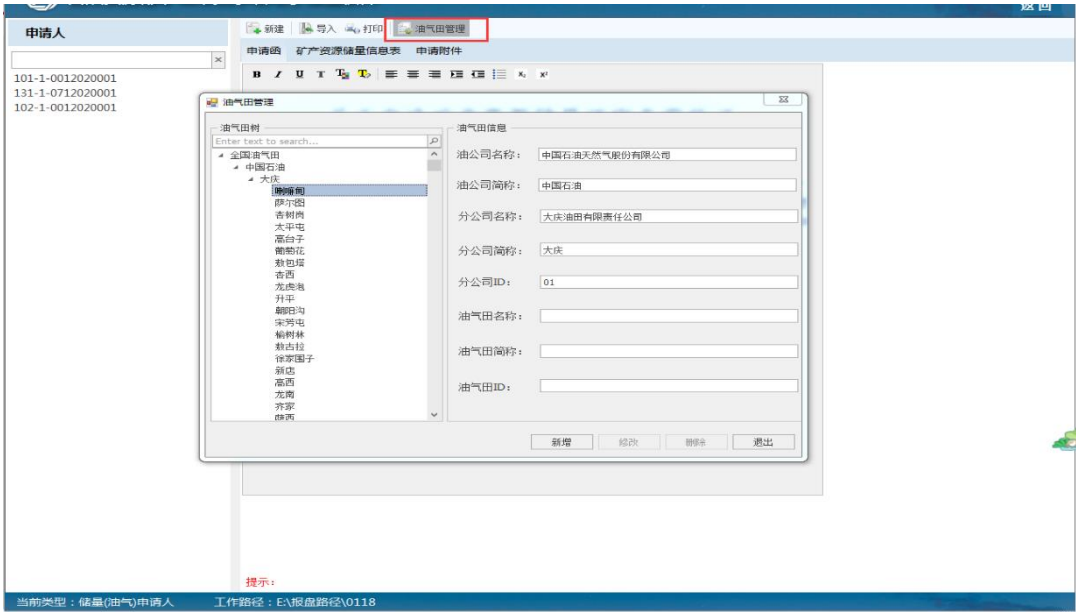 返回
申请人
新建 导入 打印 油气田管理
申请函 矿产资源储量信息表 申请附件
B I U T
101-1-0012020001
131-1-0712020001
102-1-0012020001
油气田管理
油气田树
Enter text to search...
全国油气田
中国石油
大庆
喇嘛甸
萨尔图
杏树岗
太平屯
高台子
葡萄花
敖包塔
杏西
龙虎泡
升平
朝阳沟
宋芳屯
榆树林
敖古拉
徐家围子
新店
高西
龙南
齐家
萨西
油气田信息
油公司名称： 中国石油天然气股份有限公司
油公司简称： 中国石油
分公司名称： 大庆油田有限责任公司
分公司简称： 大庆
分公司ID： 01
油气田名称：
油气田简称：
油气田ID：
新增 修改 删除 退出
提示：
当前类型：储量(油气)申请人 工作路径：E:\报盘路径\0118